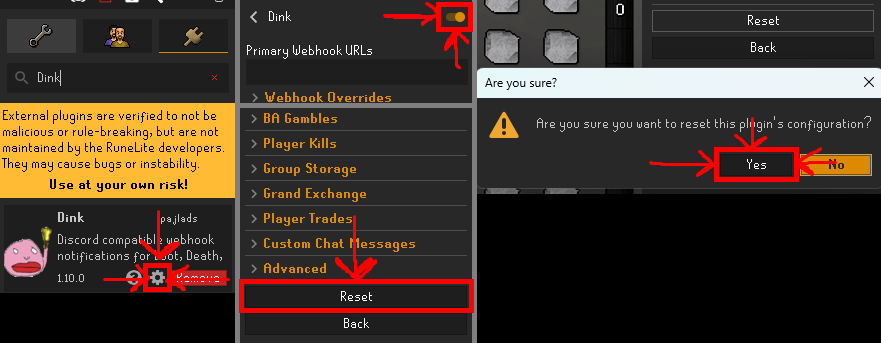 Dink
External plugins are verified to not be
malicious or rule-breaking, but are not
maintained by the RuneLite developers.
They may cause bugs or instability.
Use at your own risk!
Dink pajlads
Discord compatible webhook
notifications for Loot, Death,
1.10.0 Remove
Dink
Primary Webhook URLs
Webhook Overrides
BA Gambles
Player Kills
Group Storage
Grand Exchange
Player Trades
Custom Chat Messages
Advanced
Reset
Back
0
Reset
Back
Are you sure?
Are you sure you want to reset this plugin's configuration?
Yes No